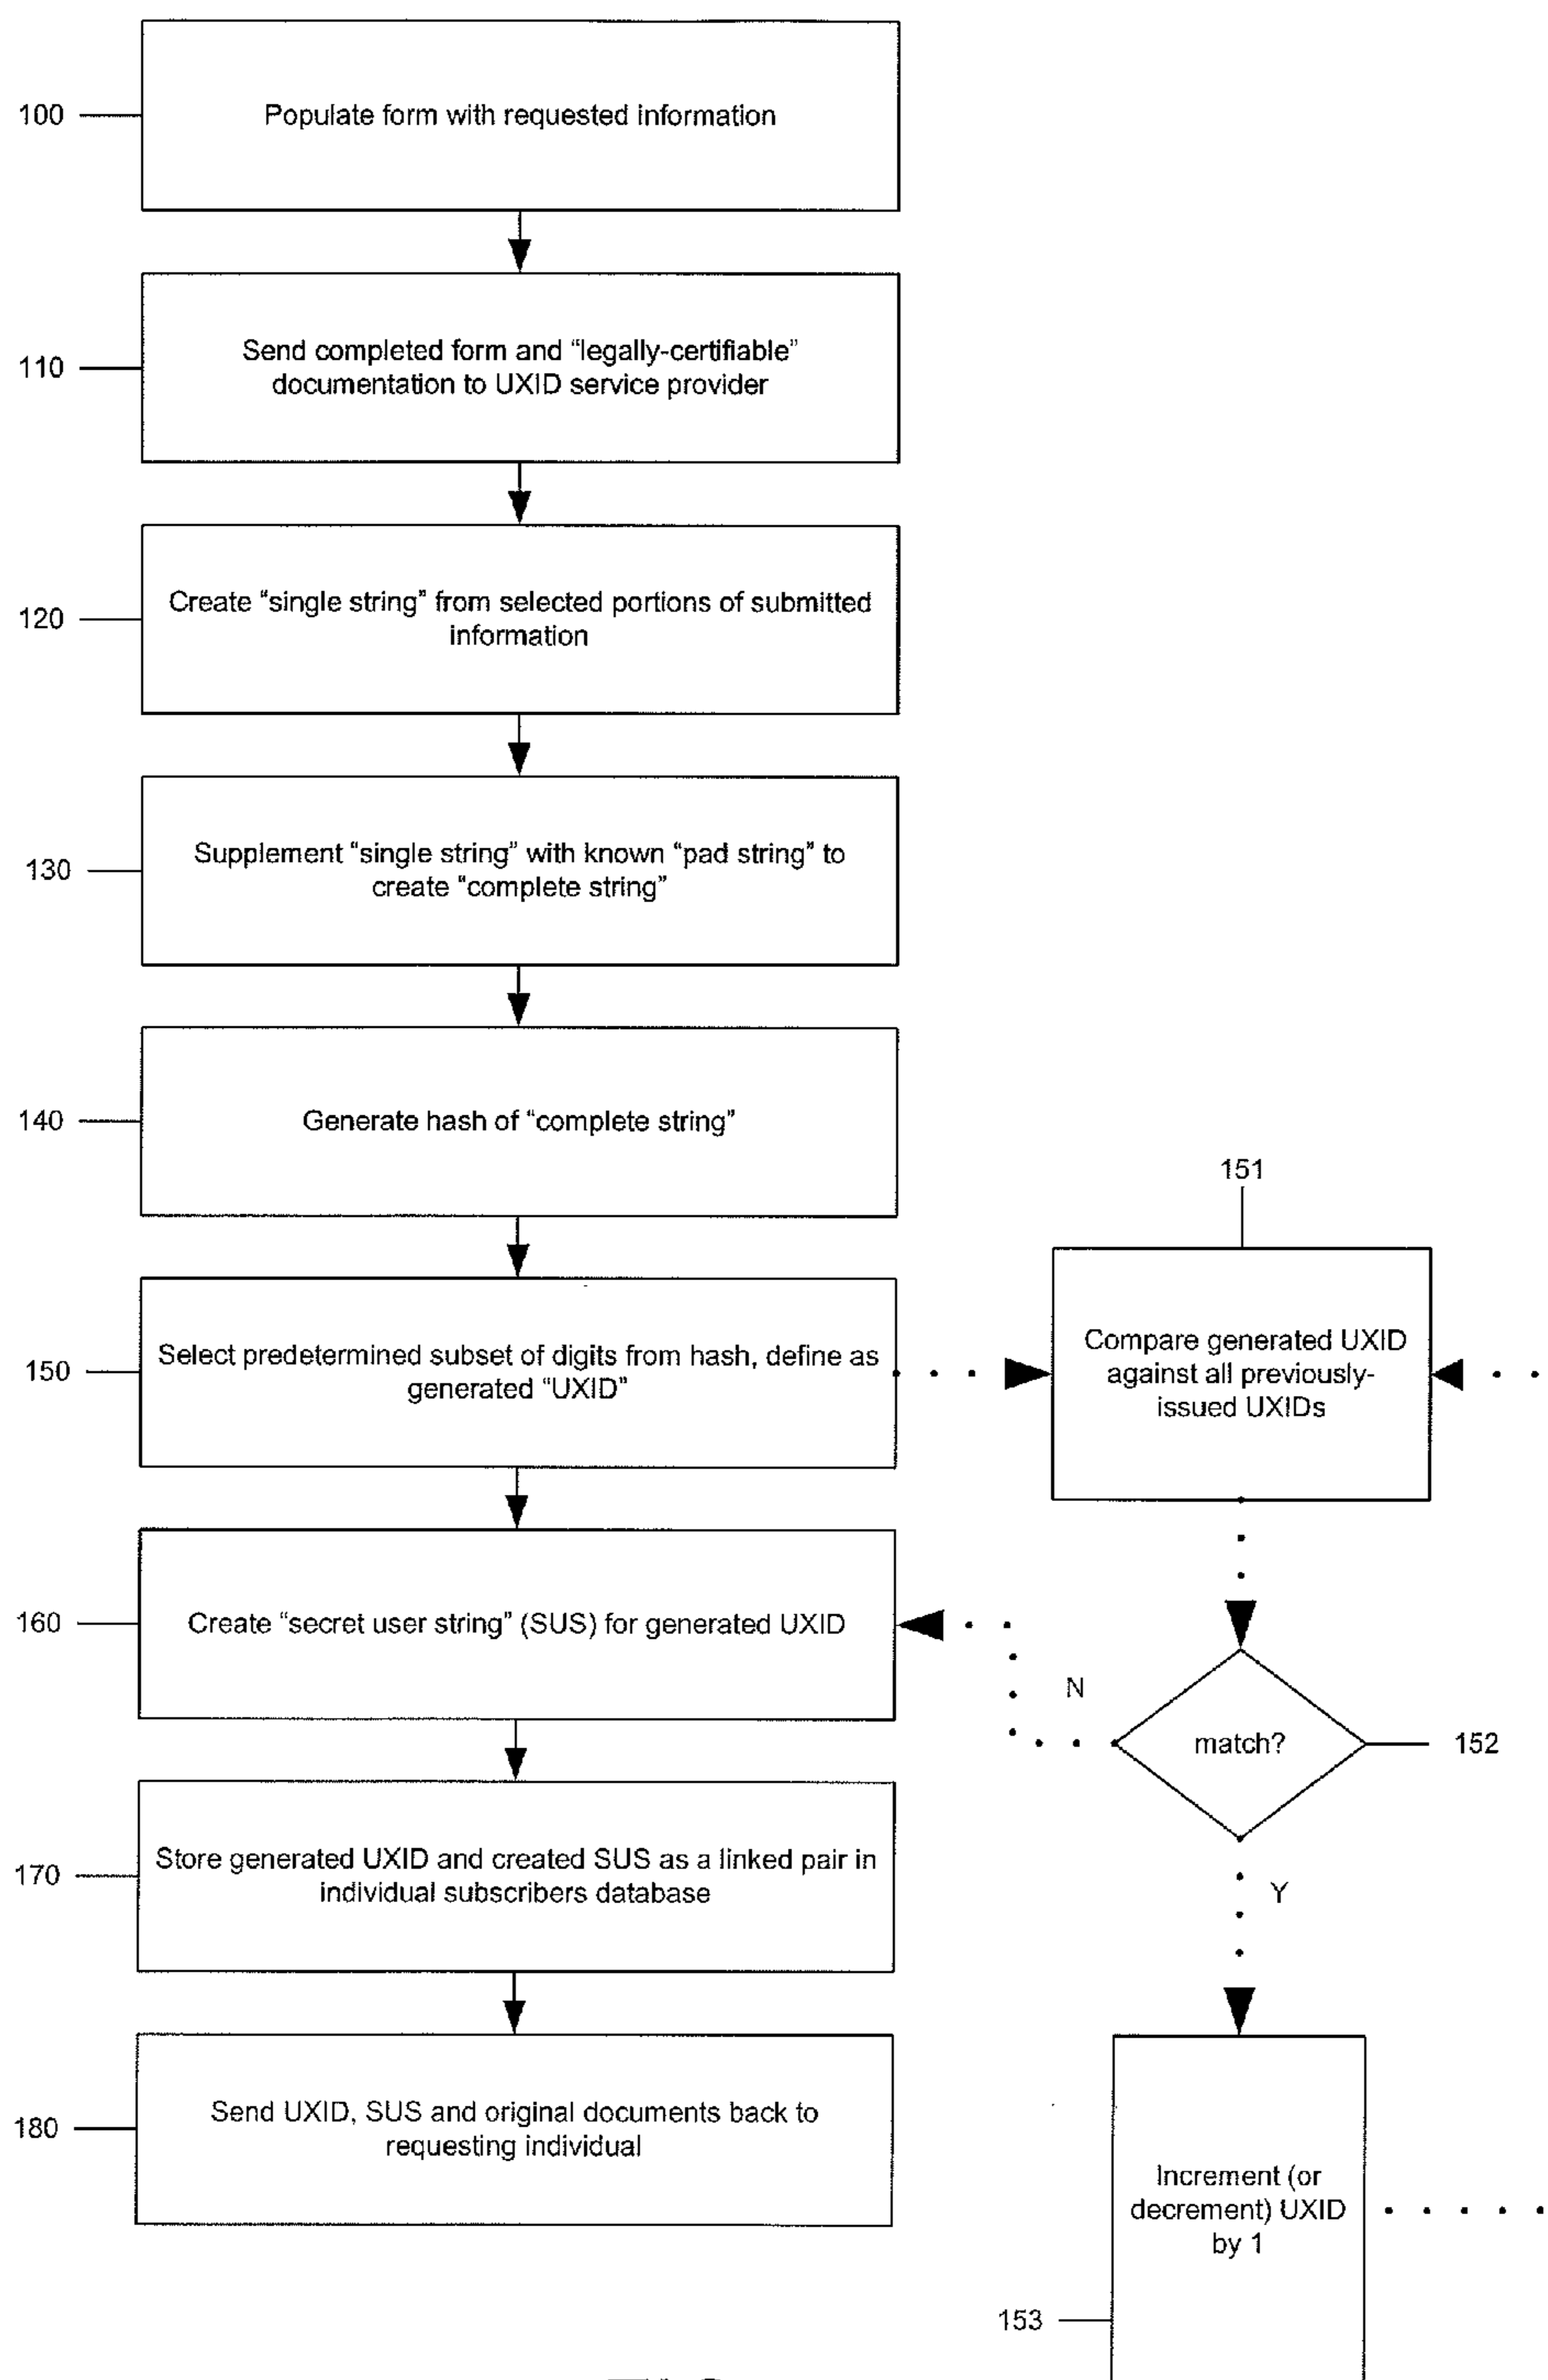 100
Populate form with requested information
110
Send completed form and “legally-certifiable”
documentation to UXID service provider
120
Create “single string” from selected portions of submitted
information
130
Supplement “single string” with known “pad string” to
create “complete string”
140
Generate hash of “complete string”
151
150
Select predetermined subset of digits from hash, define as
generated “UXID”
Compare generated UXID
against all previously-
issued UXIDs
160
Create “secret user string” (SUS) for generated UXID
N
match?
152
170
Store generated UXID and created SUS as a linked pair in
individual subscribers database
Y
180
Send UXID, SUS and original documents back to
requesting individual
Increment (or
decrement) UXID
by 1
153